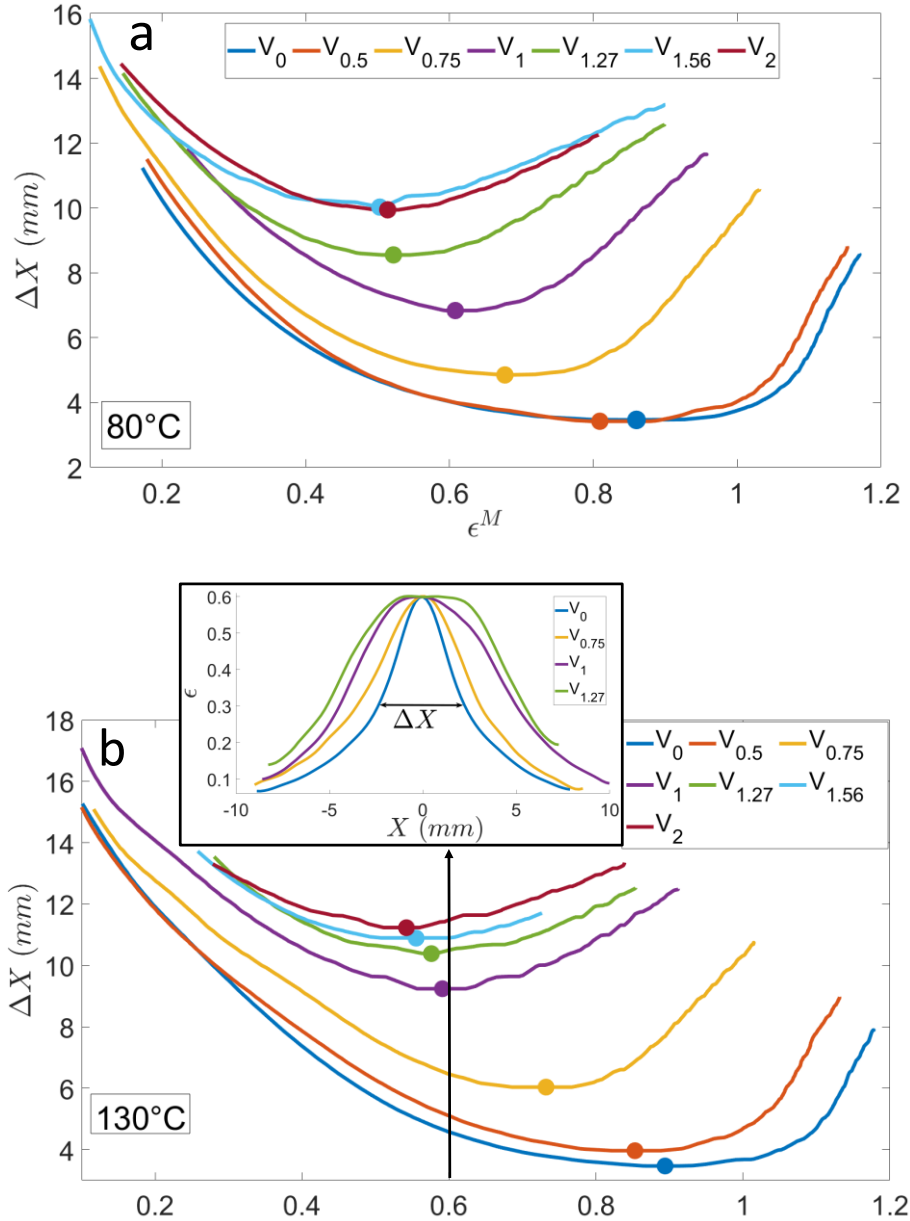 a
V0 V0.5 V0.75 V1 V1.27 V1.56 V2
16
14
12
10
8
6
4
2
ΔX (mm)
80°C
0.2 0.4 0.6 0.8 1 1.2
ϵM
0.6
0.4
0.3
0.2
0.1
ϵ
V0
V0.75
V1
V1.27
ΔX
-10 -5 0 5 10
X (mm)
b
V0 V0.5 V0.75
V1 V1.27 V1.56
V2
18
16
14
12
10
8
6
4
ΔX (mm)
130°C
0.2 0.4 0.6 0.8 1 1.2